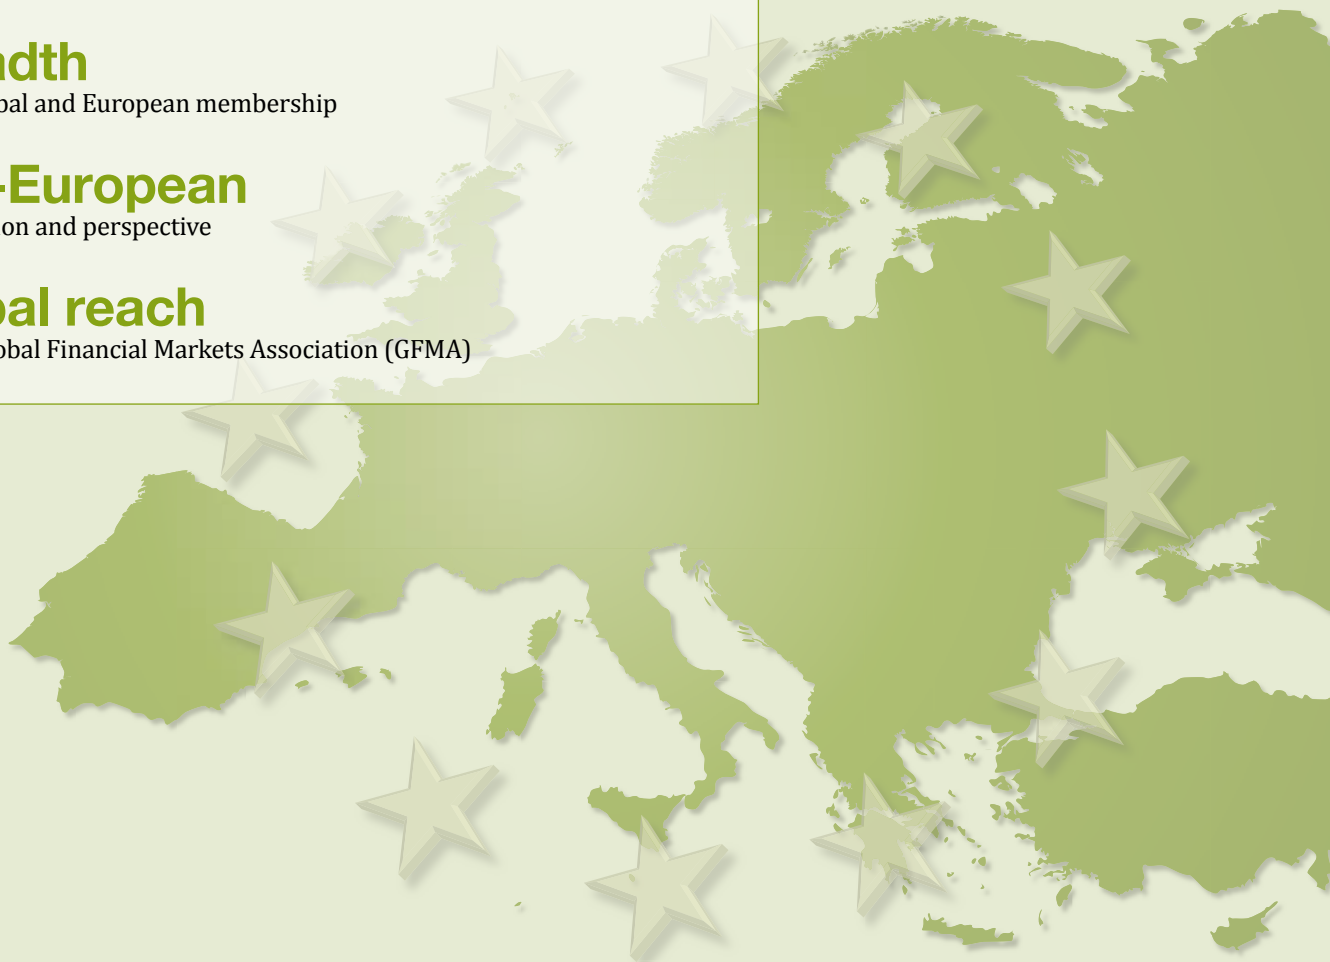 adth
bal and European membership
-European
ion and perspective
bal reach
obal Financial Markets Association (GFMA)